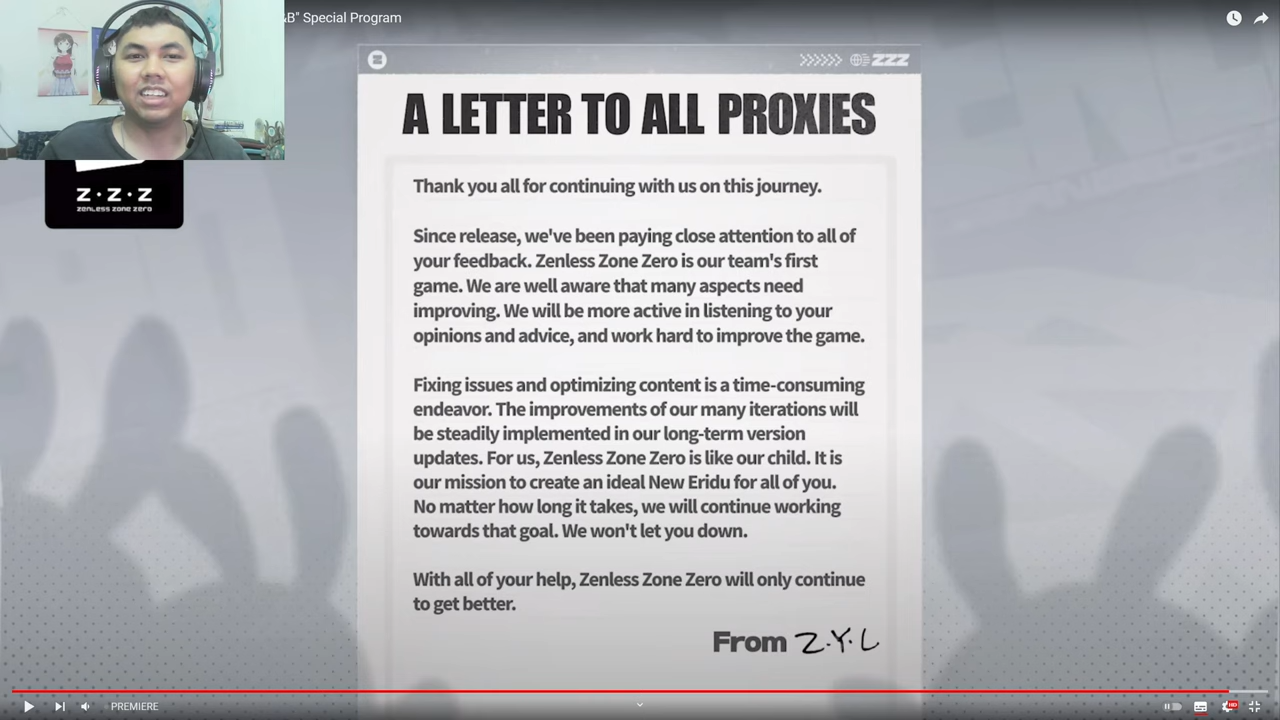 &B" Special Program
ZZZ
A LETTER TO ALL PROXIES
Z·Z·Z
ZENLESS ZONE ZERO
Thank you all for continuing with us on this journey.
Since release, we've been paying close attention to all of
your feedback. Zenless Zone Zero is our team's first
game. We are well aware that many aspects need
improving. We will be more active in listening to your
opinions and advice, and work hard to improve the game.
Fixing issues and optimizing content is a time-consuming
endeavor. The improvements of our many iterations will
be steadily implemented in our long-term version
updates. For us, Zenless Zone Zero is like our child. It is
our mission to create an ideal New Eridu for all of you.
No matter how long it takes, we will continue working
towards that goal. We won't let you down.
With all of your help, Zenless Zone Zero will only continue
to get better.
From Z.Y.L
PREMIERE
HD